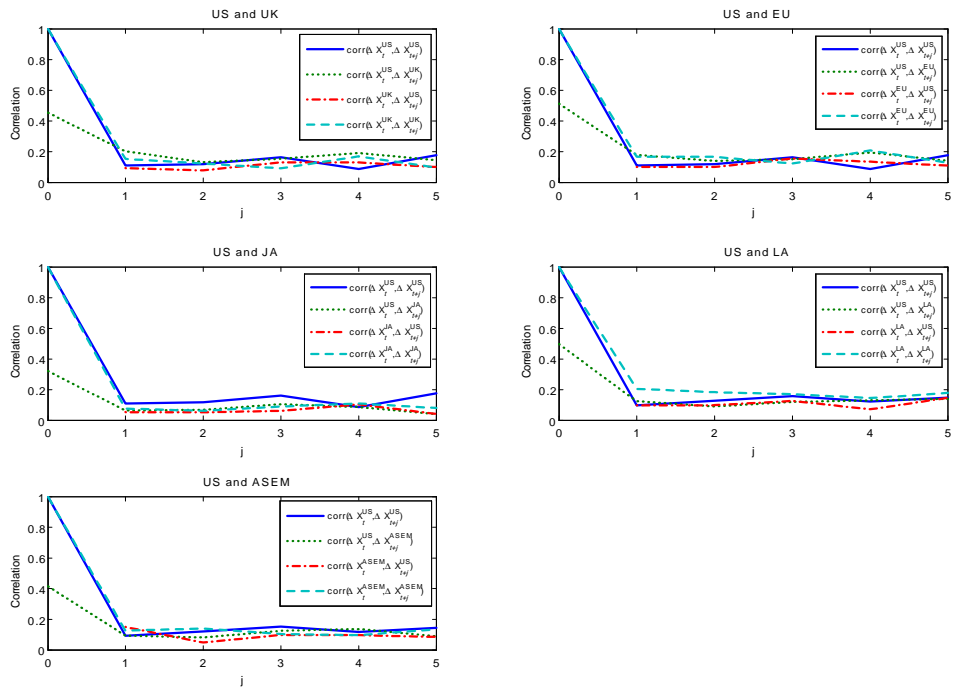 US and UK
1
0.8
0.6
0.4
0.2
0
Correlation
0 1 2 3 4 5
j
corr(Δ X_t^US,Δ X_t+j^US)
corr(Δ X_t^US,Δ X_t+j^UK)
corr(Δ X_t^UK,Δ X_t+j^US)
corr(Δ X_t^UK,Δ X_t+j^UK)
US and EU
1
0.8
0.6
0.4
0.2
0
Correlation
0 1 2 3 4 5
j
corr(Δ X_t^US,Δ X_t+j^US)
corr(Δ X_t^US,Δ X_t+j^EU)
corr(Δ X_t^EU,Δ X_t+j^US)
corr(Δ X_t^EU,Δ X_t+j^EU)
US and JA
1
0.8
0.6
0.4
0.2
0
Correlation
0 1 2 3 4 5
j
corr(Δ X_t^US,Δ X_t+j^US)
corr(Δ X_t^US,Δ X_t+j^JA)
corr(Δ X_t^JA,Δ X_t+j^US)
corr(Δ X_t^JA,Δ X_t+j^JA)
US and LA
1
0.8
0.6
0.4
0.2
0
Correlation
0 1 2 3 4 5
j
corr(Δ X_t^US,Δ X_t+j^US)
corr(Δ X_t^US,Δ X_t+j^LA)
corr(Δ X_t^LA,Δ X_t+j^US)
corr(Δ X_t^LA,Δ X_t+j^LA)
US and ASEM
1
0.8
0.6
0.4
0.2
0
Correlation
0 1 2 3 4 5
j
corr(Δ X_t^US,Δ X_t+j^US)
corr(Δ X_t^US,Δ X_t+j^ASEM)
corr(Δ X_t^ASEM,Δ X_t+j^US)
corr(Δ X_t^ASEM,Δ X_t+j^ASEM)